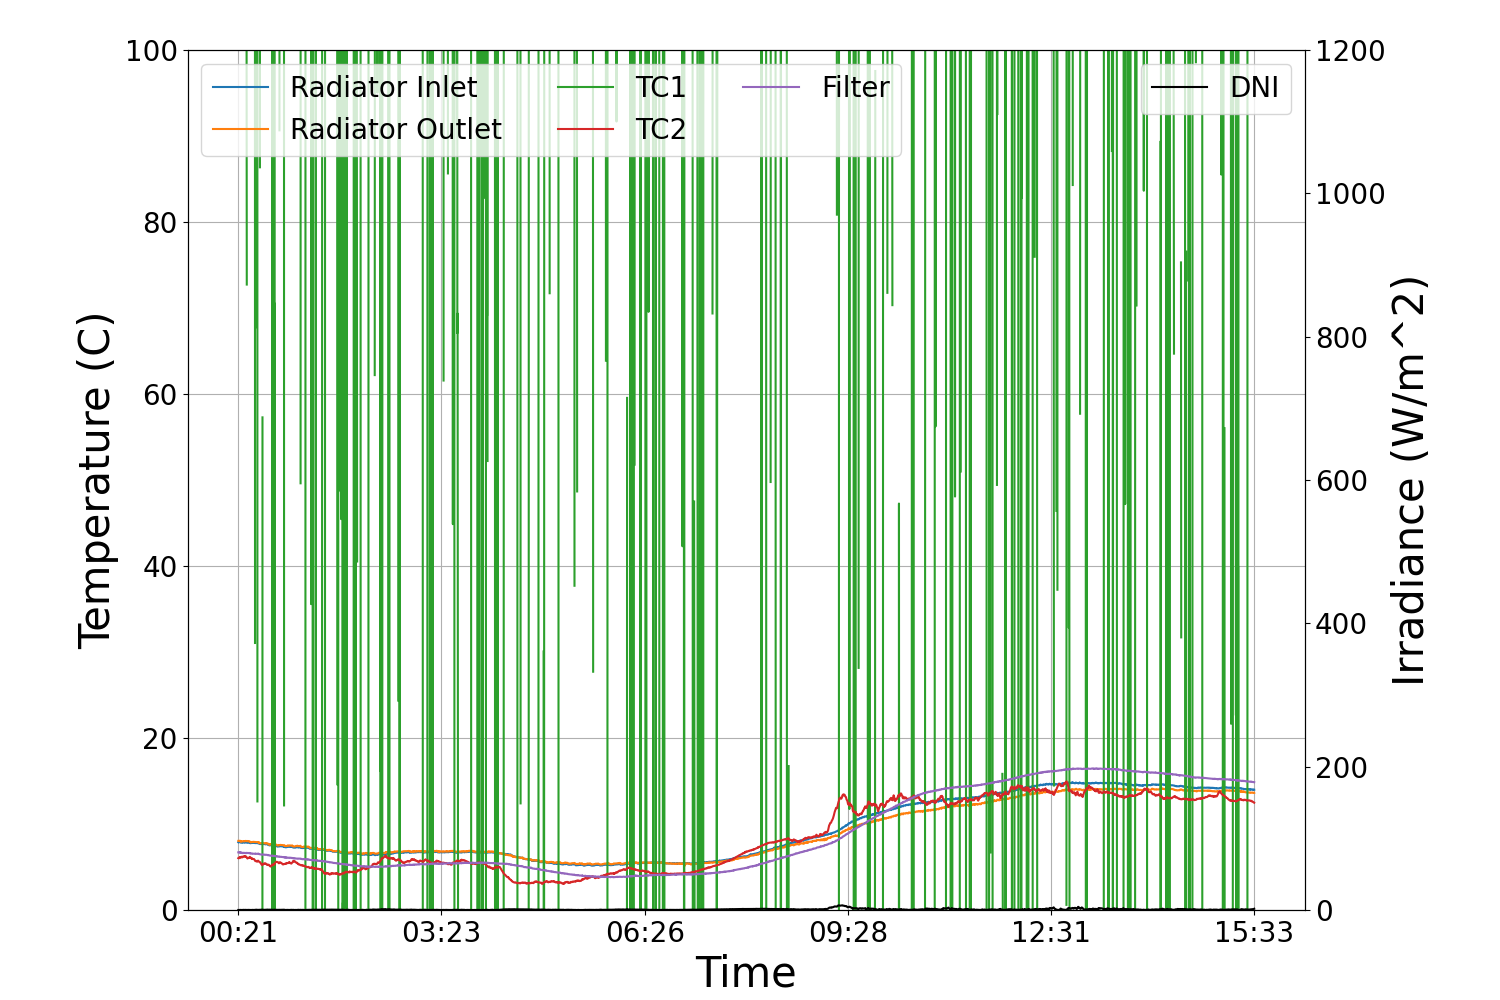 100
80
60
40
20
0
Temperature (C)
Radiator Inlet
Radiator Outlet
TC1
TC2
Filter
DNI
1200
1000
800
600
400
200
0
Irradiance (W/m^2)
00:21 03:23 06:26 09:28 12:31 15:33
Time